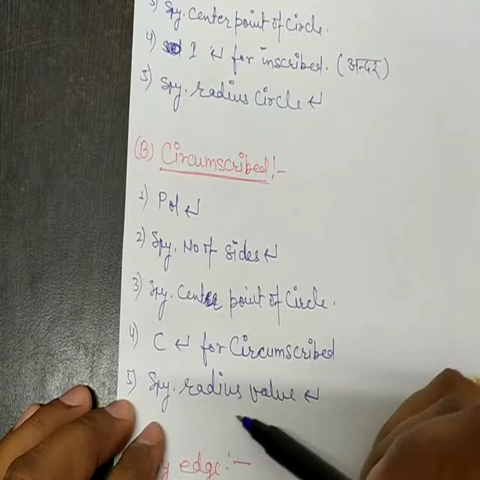 3) Spy. Center point of Circle.
4) I ↵ for inscribed. (अन्दर)
5) Spy. radius Circle ↵
(B) Circumscribed:-
1) Pol ↵
2) Spy. No of sides ↵
3) Spy. Center point of Circle.
4) C ↵ for Circumscribed
5) Spy. radius value ↵
edge:-